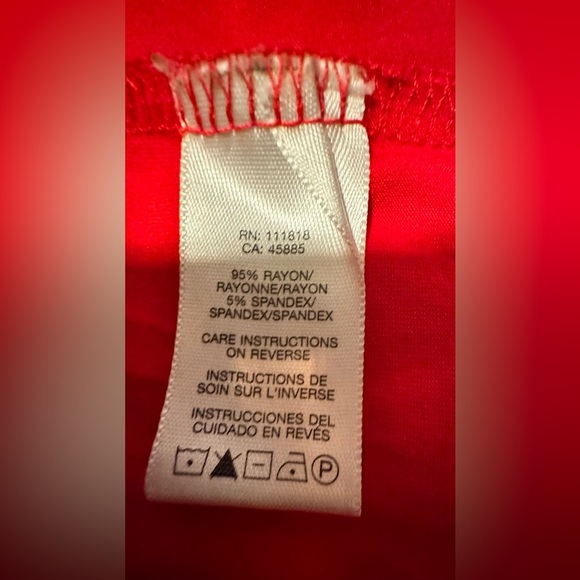 RN: 111818
CA: 45885
95% RAYON/
RAYONNE/RAYON
5% SPANDEX/
SPANDEX/SPANDEX
CARE INSTRUCTIONS
ON REVERSE
INSTRUCTIONS DE
SOIN SUR L'INVERSE
INSTRUCCIONES DEL
CUIDADO EN REVÉS
P